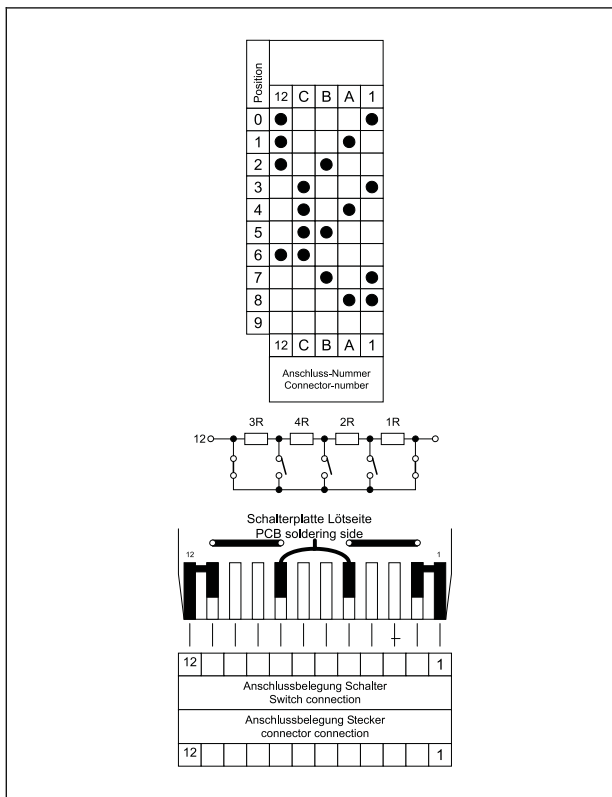 Position
12 C B A 1
0
1
2
3
4
5
6
7
8
9
12 C B A 1
Anschluss-Nummer
Connector-number
3R 4R 2R 1R
12
Schalterplatte Lötseite
PCB soldering side
12 1
12 1
Anschlussbelegung Schalter
Switch connection
Anschlussbelegung Stecker
connector connection
12 1